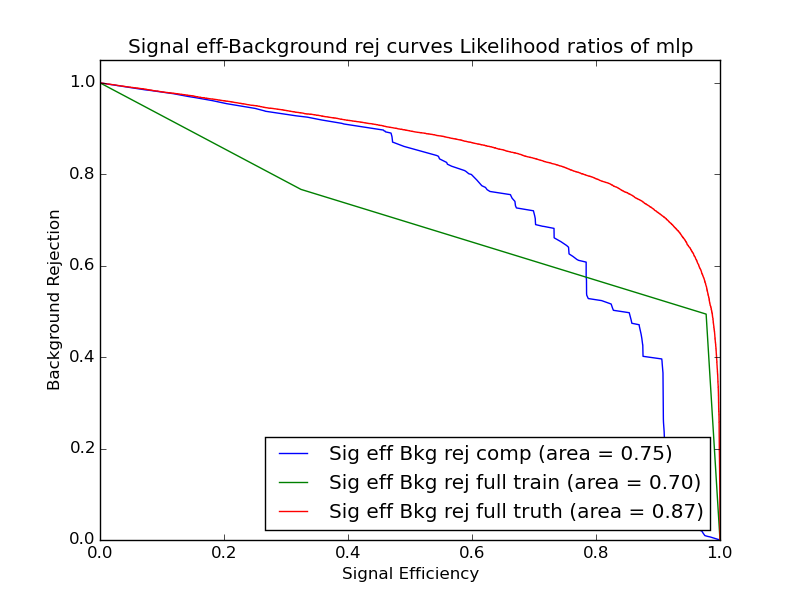 Signal eff-Background rej curves Likelihood ratios of mlp
1.0
0.8
0.6
0.4
0.2
0.0
Background Rejection
Sig eff Bkg rej comp (area = 0.75)
Sig eff Bkg rej full train (area = 0.70)
Sig eff Bkg rej full truth (area = 0.87)
0.0 0.2 0.4 0.6 0.8 1.0
Signal Efficiency